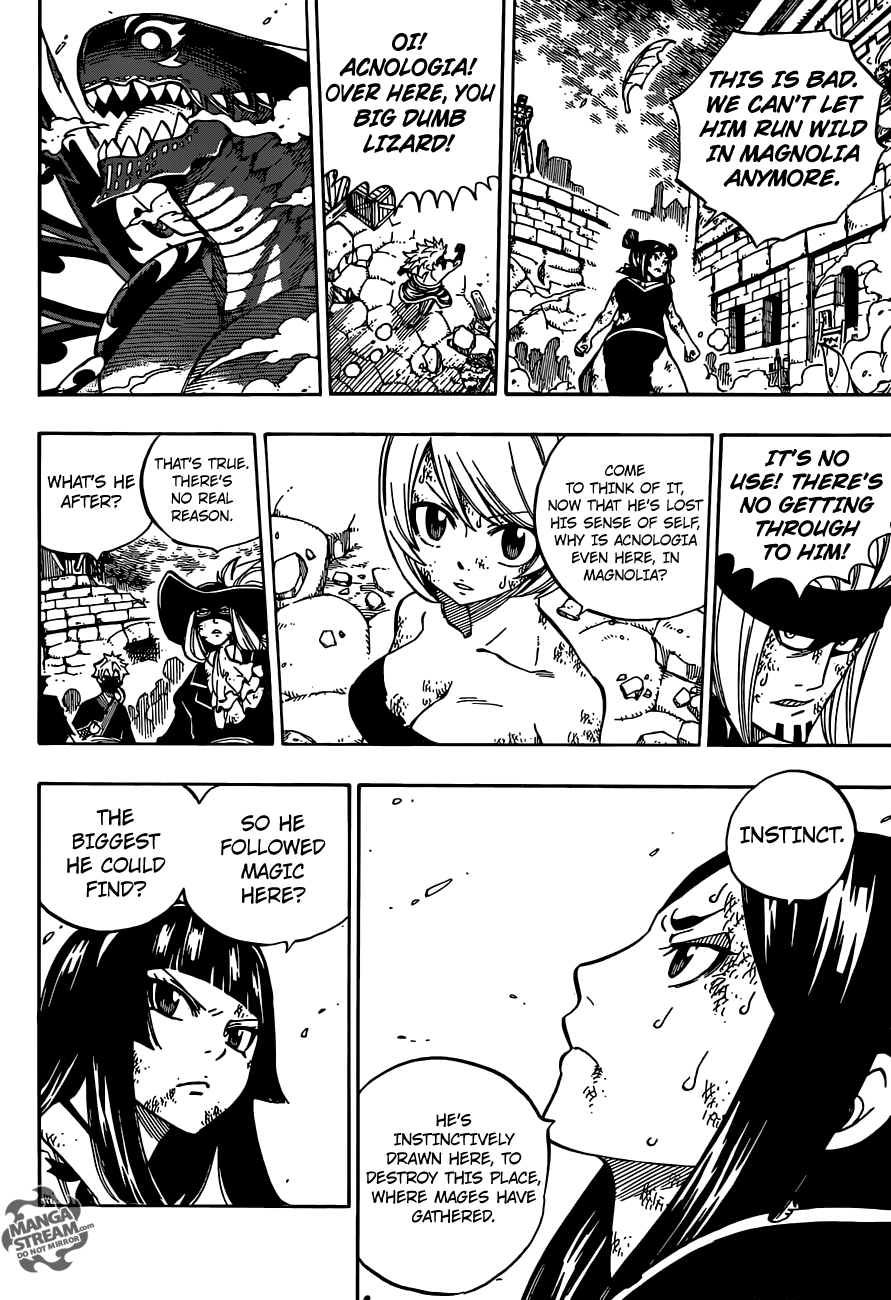 THIS IS BAD.
WE CAN'T LET
HIM RUN WILD
IN MAGNOLIA
ANYMORE.
OI!
ACNOLOGIA!
OVER HERE, YOU
BIG DUMB
LIZARD!
IT'S NO
USE! THERE'S
NO GETTING
THROUGH
TO HIM!
COME
TO THINK OF IT,
NOW THAT HE'S LOST
HIS SENSE OF SELF,
WHY IS ACNOLOGIA
EVEN HERE, IN
MAGNOLIA?
THAT'S TRUE.
THERE'S
NO REAL
REASON.
WHAT'S HE
AFTER?
INSTINCT.
HE'S
INSTINCTIVELY
DRAWN HERE, TO
DESTROY THIS PLACE,
WHERE MAGES HAVE
GATHERED.
SO HE
FOLLOWED
MAGIC
HERE?
THE
BIGGEST
HE COULD
FIND?
MANGA
STREAM.com
DO NOT MIRROR